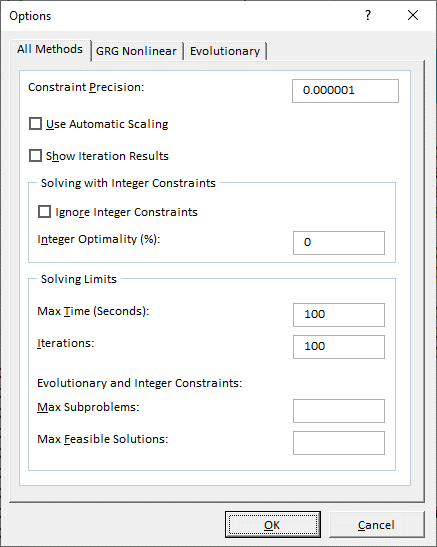 Options ? ×
All Methods GRG Nonlinear Evolutionary
Constraint Precision: 0.000001
Use Automatic Scaling
Show Iteration Results
Solving with Integer Constraints
Ignore Integer Constraints
Integer Optimality (%): 0
Solving Limits
Max Time (Seconds): 100
Iterations: 100
Evolutionary and Integer Constraints:
Max Subproblems:
Max Feasible Solutions:
OK Cancel